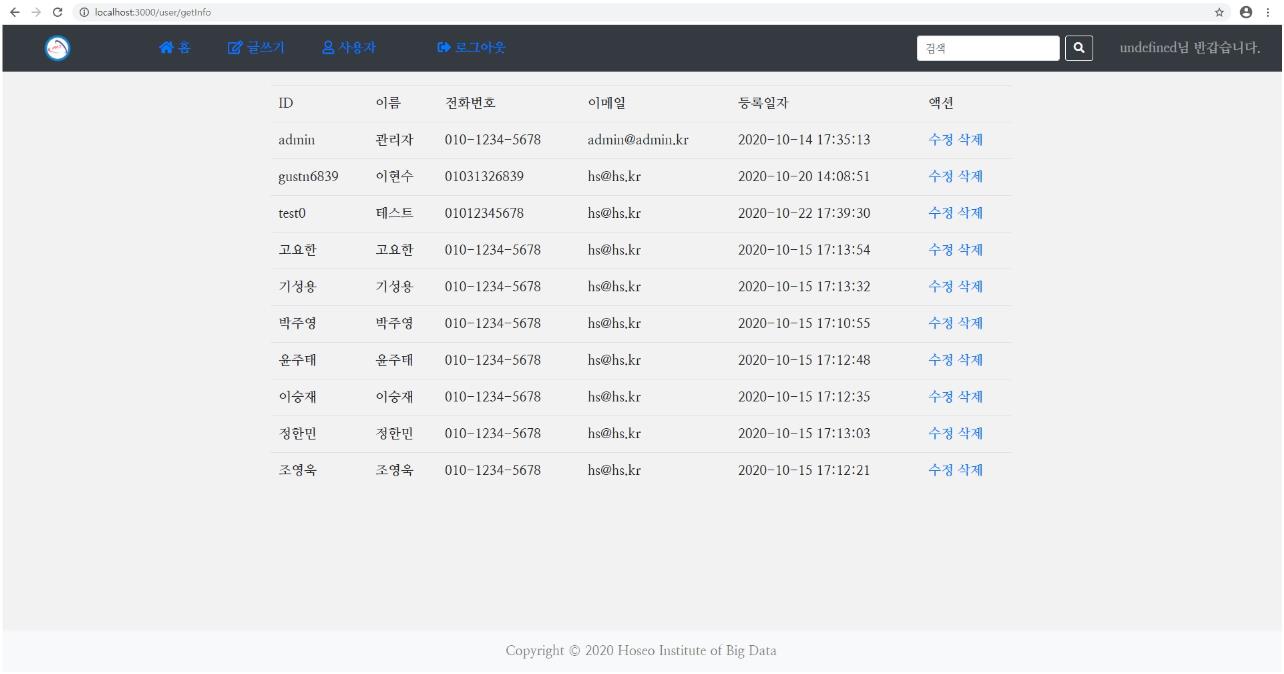 localhost:3000/user/getInfo
홈 글쓰기 사용자 로그아웃 검색 undefined님 반갑습니다.
ID 이름 전화번호 이메일 등록일자 액션
admin 관리자 010-1234-5678 admin@admin.kr 2020-10-14 17:35:13 수정 삭제
gustn6839 이현수 01031326839 hs@hs.kr 2020-10-20 14:08:51 수정 삭제
test0 테스트 01012345678 hs@hs.kr 2020-10-22 17:39:30 수정 삭제
고요한 고요한 010-1234-5678 hs@hs.kr 2020-10-15 17:13:54 수정 삭제
기성용 기성용 010-1234-5678 hs@hs.kr 2020-10-15 17:13:32 수정 삭제
박주영 박주영 010-1234-5678 hs@hs.kr 2020-10-15 17:10:55 수정 삭제
윤주태 윤주태 010-1234-5678 hs@hs.kr 2020-10-15 17:12:48 수정 삭제
이승재 이승재 010-1234-5678 hs@hs.kr 2020-10-15 17:12:35 수정 삭제
정한민 정한민 010-1234-5678 hs@hs.kr 2020-10-15 17:13:03 수정 삭제
조영욱 조영욱 010-1234-5678 hs@hs.kr 2020-10-15 17:12:21 수정 삭제
Copyright © 2020 Hoseo Institute of Big Data